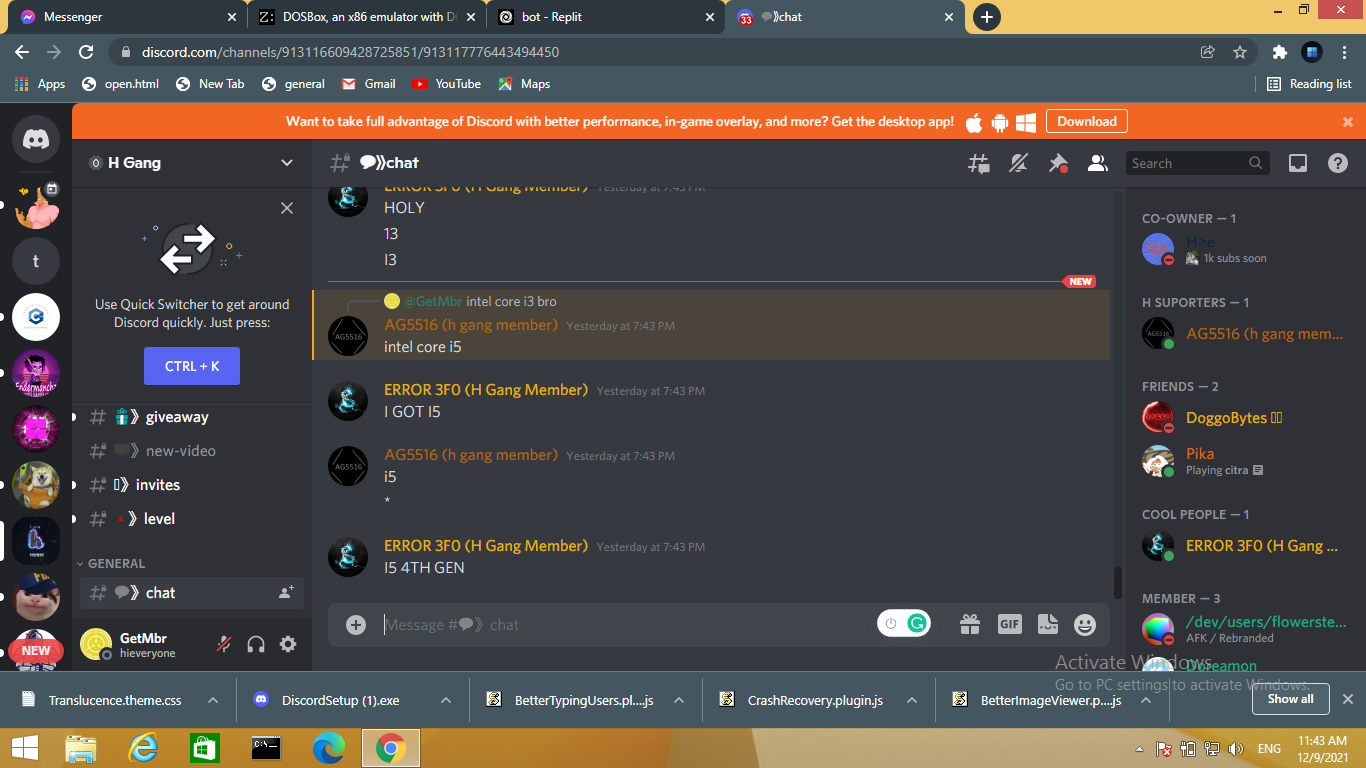 Messenger
DOSBox, an x86 emulator with DO
bot - Replit
33
chat
discord.com/channels/913116609428725851/913117776443494450
Apps
open.html
New Tab
general
Gmail
YouTube
Maps
Reading list
Want to take full advantage of Discord with better performance, in-game overlay, and more? Get the desktop app!
Download
H Gang
chat
Search
Use Quick Switcher to get around
Discord quickly. Just press:
CTRL + K
giveaway
new-video
invites
level
GENERAL
chat
t
NEW
GetMbr
hieveryone
ERROR 3F0 (H Gang Member) Yesterday at 7:43 PM
HOLY
13
I3
NEW
@GetMbr intel core i3 bro
AG5516 (h gang member) Yesterday at 7:43 PM
intel core i5
ERROR 3F0 (H Gang Member) Yesterday at 7:43 PM
I GOT I5
AG5516 (h gang member) Yesterday at 7:43 PM
i5
*
ERROR 3F0 (H Gang Member) Yesterday at 7:43 PM
I5 4TH GEN
Message # chat
GIF
CO-OWNER — 1
H>e
1k subs soon
H SUPORTERS — 1
AG5516 (h gang mem...
FRIENDS — 2
DoggoBytes
Pika
Playing citra
COOL PEOPLE — 1
ERROR 3F0 (H Gang ...
MEMBER — 3
/dev/users/flowerste...
AFK / Rebranded
Doreamon
Activate Windows
Go to PC settings to activate Windows.
Translucence.theme.css
DiscordSetup (1).exe
BetterTypingUsers.pl....js
CrashRecovery.plugin.js
BetterImageViewer.p....js
Show all
ENG
11:43 AM
12/9/2021